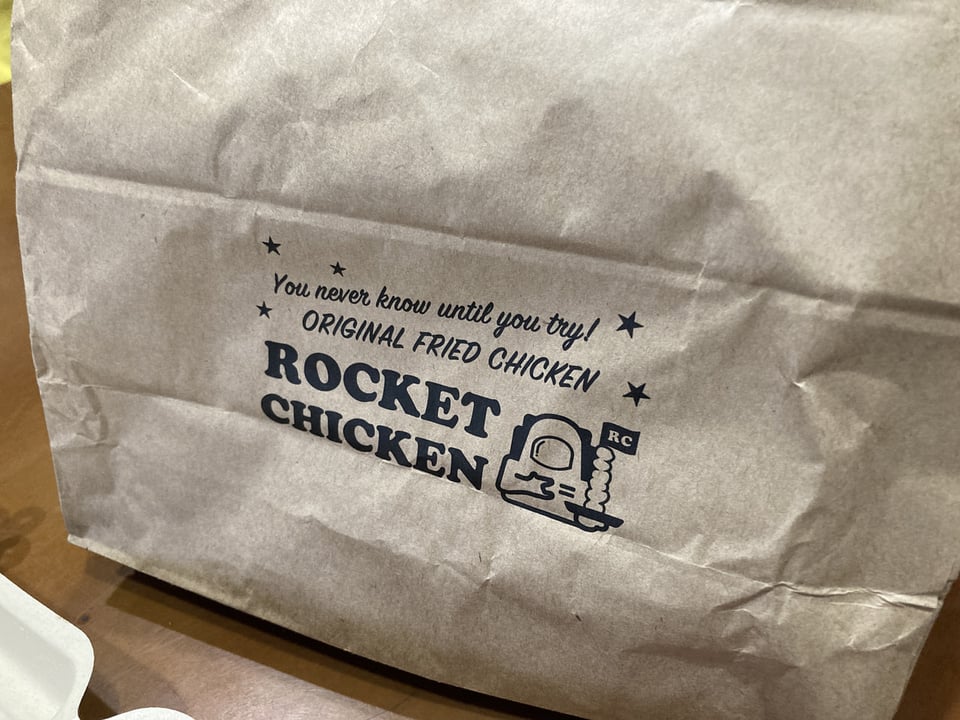 You never know until you try!
ORIGINAL FRIED CHICKEN
ROCKET
CHICKEN
RC